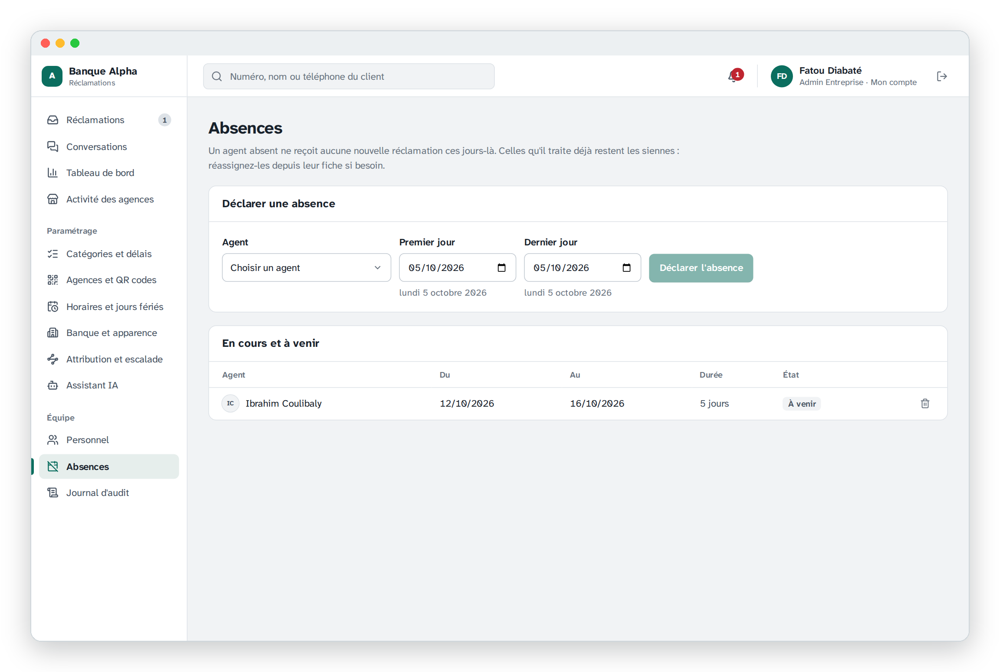 A
Banque Alpha
Réclamations
Numéro, nom ou téléphone du client
1
FD
Fatou Diabaté
Admin Entreprise · Mon compte
Réclamations 1
Conversations
Tableau de bord
Activité des agences
Paramétrage
Catégories et délais
Agences et QR codes
Horaires et jours fériés
Banque et apparence
Attribution et escalade
Assistant IA
Équipe
Personnel
Absences
Journal d'audit
Absences
Un agent absent ne reçoit aucune nouvelle réclamation ces jours-là. Celles qu'il traite déjà restent les siennes :
réassignez-les depuis leur fiche si besoin.
Déclarer une absence
Agent Premier jour Dernier jour
Choisir un agent 05/10/2026 05/10/2026 Déclarer l'absence
lundi 5 octobre 2026 lundi 5 octobre 2026
En cours et à venir
Agent Du Au Durée État
IC Ibrahim Coulibaly 12/10/2026 16/10/2026 5 jours À venir